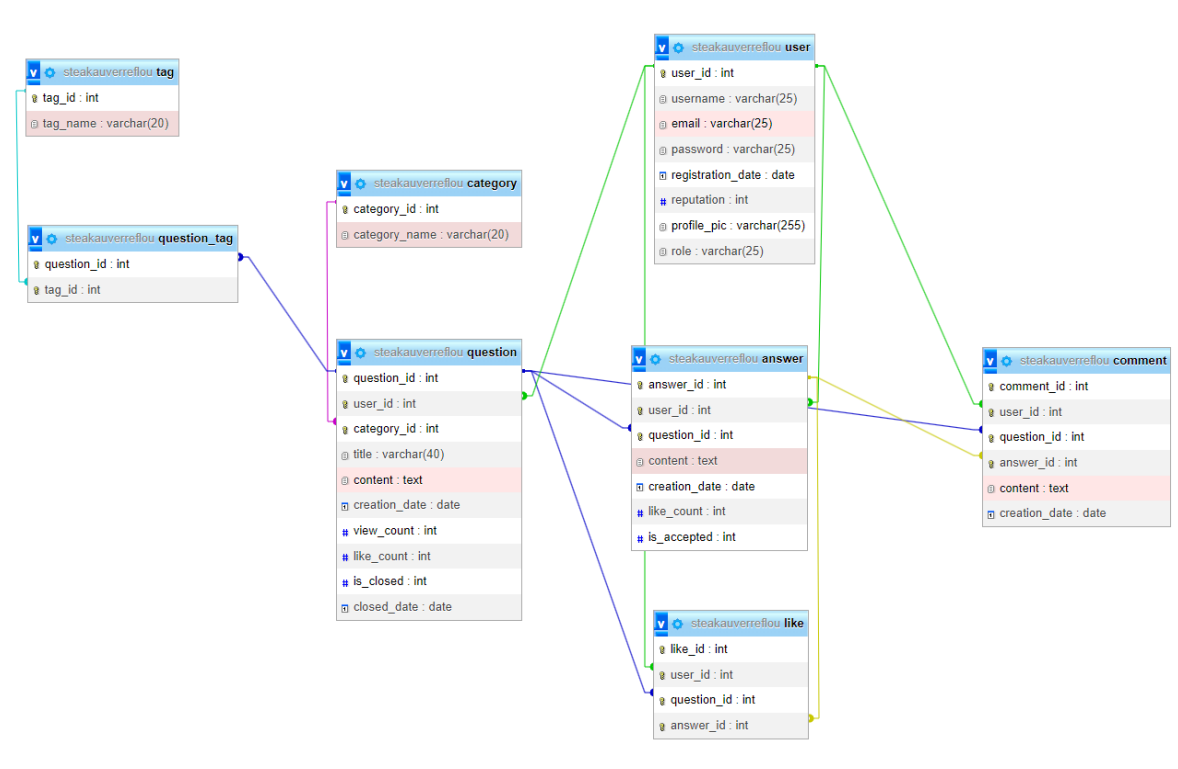 v steakauverreflou tag
tag_id : int
tag_name : varchar(20)
v steakauverreflou question_tag
question_id : int
tag_id : int
v steakauverreflou category
category_id : int
category_name : varchar(20)
v steakauverreflou question
question_id : int
user_id : int
category_id : int
title : varchar(40)
content : text
creation_date : date
# view_count : int
# like_count : int
# is_closed : int
closed_date : date
v steakauverreflou user
user_id : int
username : varchar(25)
email : varchar(25)
password : varchar(25)
registration_date : date
# reputation : int
profile_pic : varchar(255)
role : varchar(25)
v steakauverreflou answer
answer_id : int
user_id : int
question_id : int
content : text
creation_date : date
# like_count : int
# is_accepted : int
v steakauverreflou like
like_id : int
user_id : int
question_id : int
answer_id : int
v steakauverreflou comment
comment_id : int
user_id : int
question_id : int
answer_id : int
content : text
creation_date : date